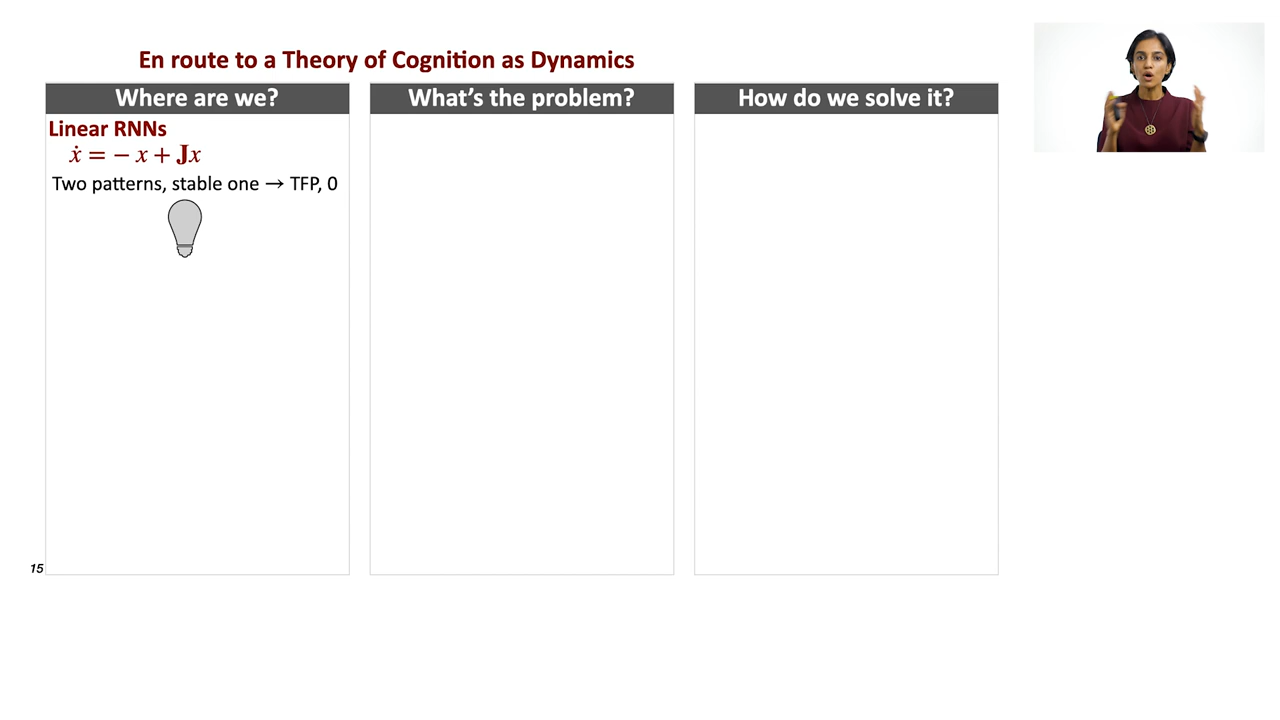 En route to a Theory of Cognition as Dynamics
Where are we?
Linear RNNs
ẋ = − x + Jx
Two patterns, stable one → TFP, 0
What's the problem?
How do we solve it?
15